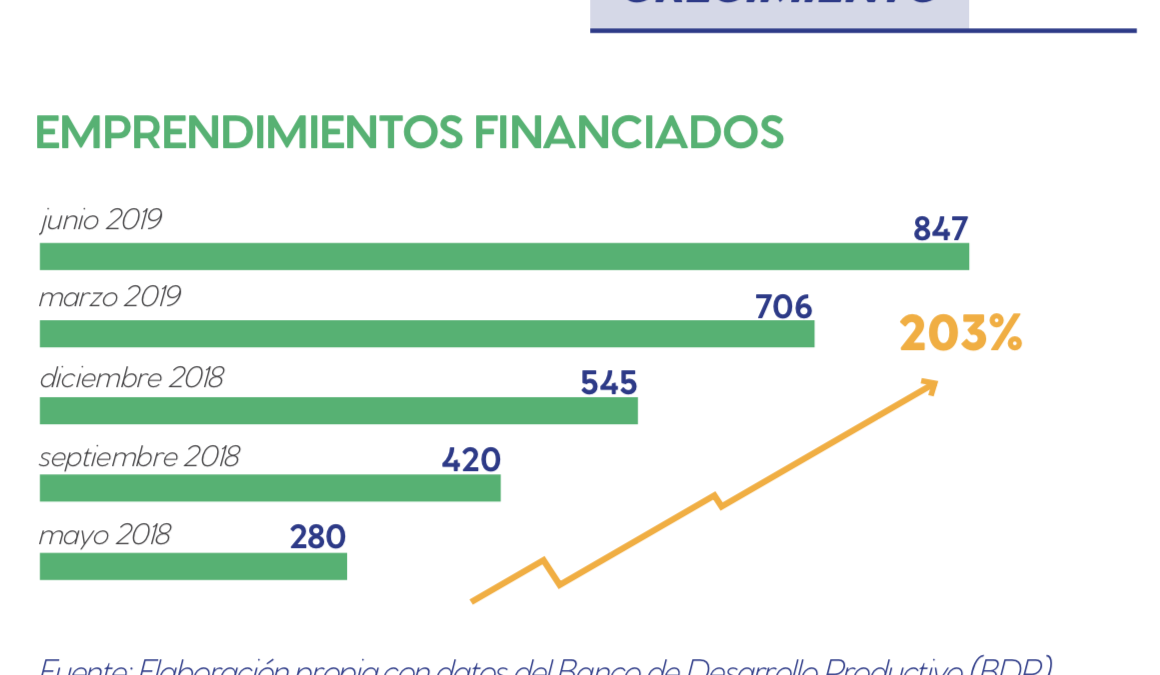 CRECIMIENTO
EMPRENDIMIENTOS FINANCIADOS
junio 2019
847
marzo 2019
706
203%
diciembre 2018
545
septiembre 2018
420
mayo 2018
280
Fuente: Elaboración propia con datos del Banco de Desarrollo Productivo (BDP)